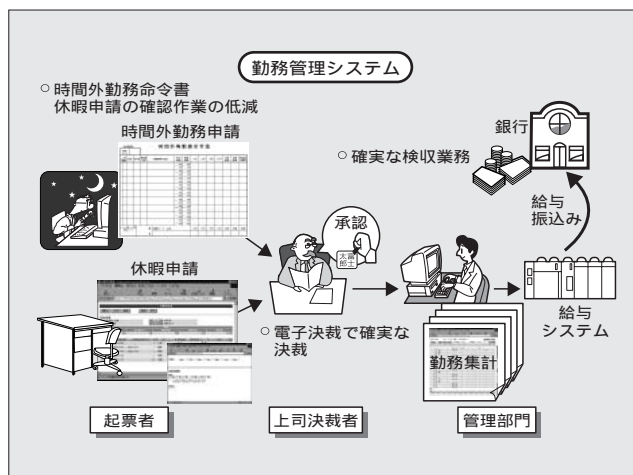 勤務管理システム
○ 時間外勤務命令書
休暇申請の確認作業の低減
時間外勤務申請
銀行
○ 確実な検収業務
承認
給与
振込み
休暇申請
○ 電子決裁で確実な
決裁
給与
システム
勤務集計
起票者
上司決裁者
管理部門